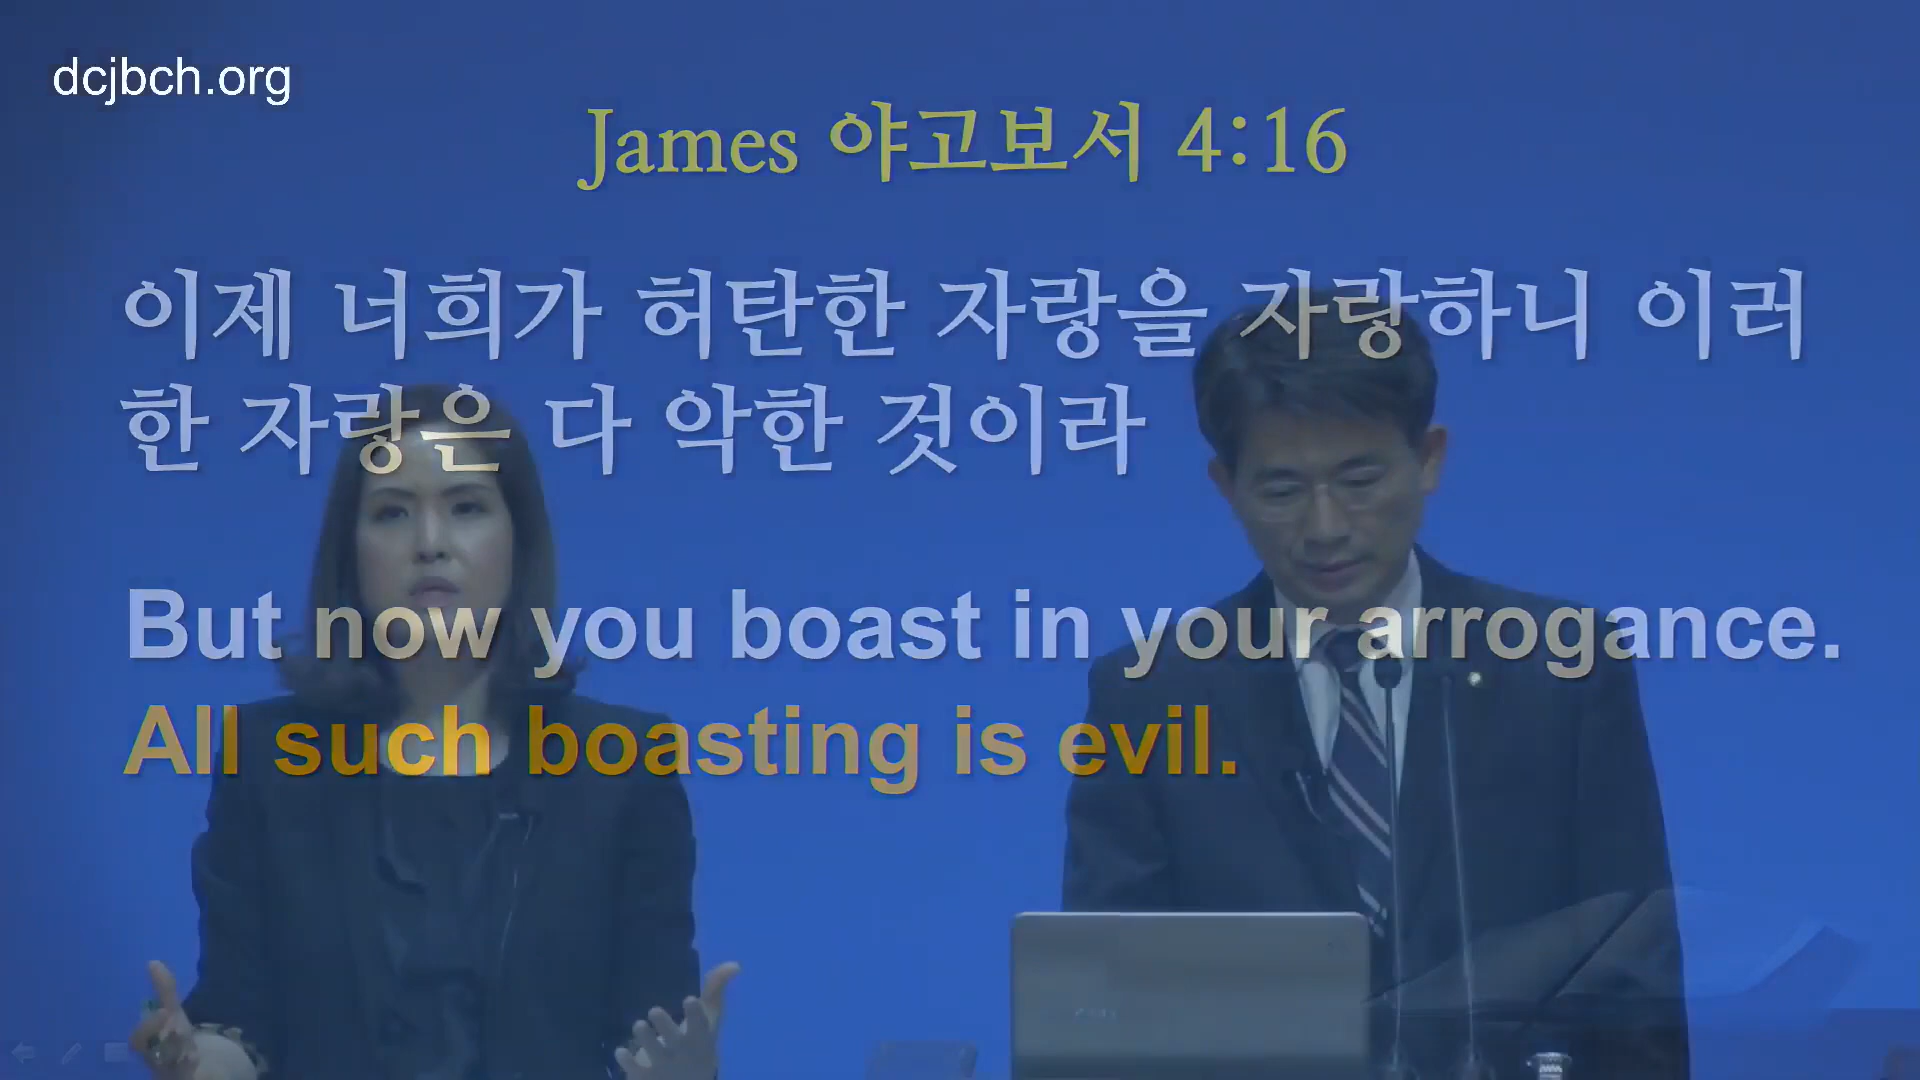 dcjbch.org
James 야고보서 4:16
이제 너희가 허탄한 자랑을 자랑하니 이러
한 자랑은 다 악한 것이라
But now you boast in your arrogance.
All such boasting is evil.